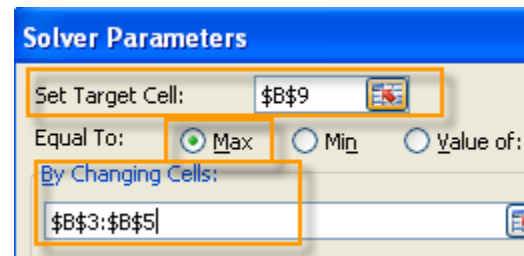 Solver Parameters
Set Target Cell: $B$9
Equal To: Max Min Value of:
By Changing Cells:
$B$3:$B$5